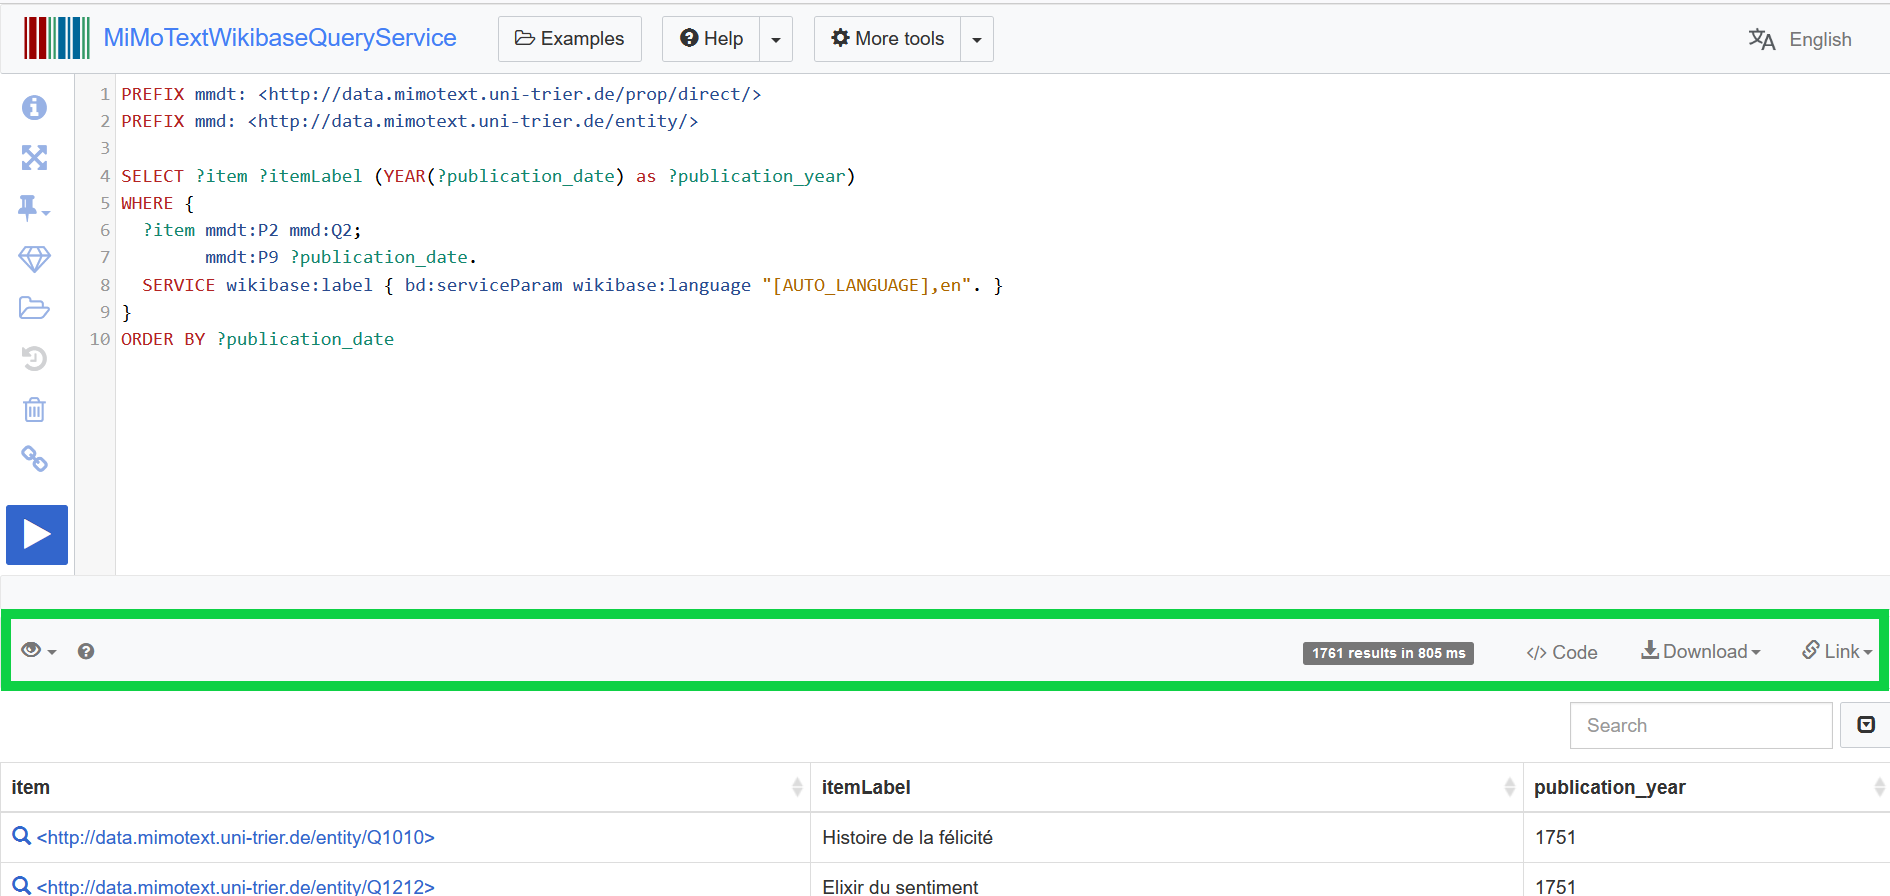 MiMoTextWikibaseQueryService Examples Help More tools English
1 PREFIX mmdt: <http://data.mimotext.uni-trier.de/prop/direct/>
2 PREFIX mmd: <http://data.mimotext.uni-trier.de/entity/>
3
4 SELECT ?item ?itemLabel (YEAR(?publication_date) as ?publication_year)
5 WHERE {
6 ?item mmdt:P2 mmd:Q2;
7 mmdt:P9 ?publication_date.
8 SERVICE wikibase:label { bd:serviceParam wikibase:language "[AUTO_LANGUAGE],en". }
9 }
10 ORDER BY ?publication_date
1761 results in 805 ms </> Code Download Link
Search
item itemLabel publication_year
<http://data.mimotext.uni-trier.de/entity/Q1010> Histoire de la félicité 1751
<http://data.mimotext.uni-trier.de/entity/Q1212> Elixir du sentiment 1751